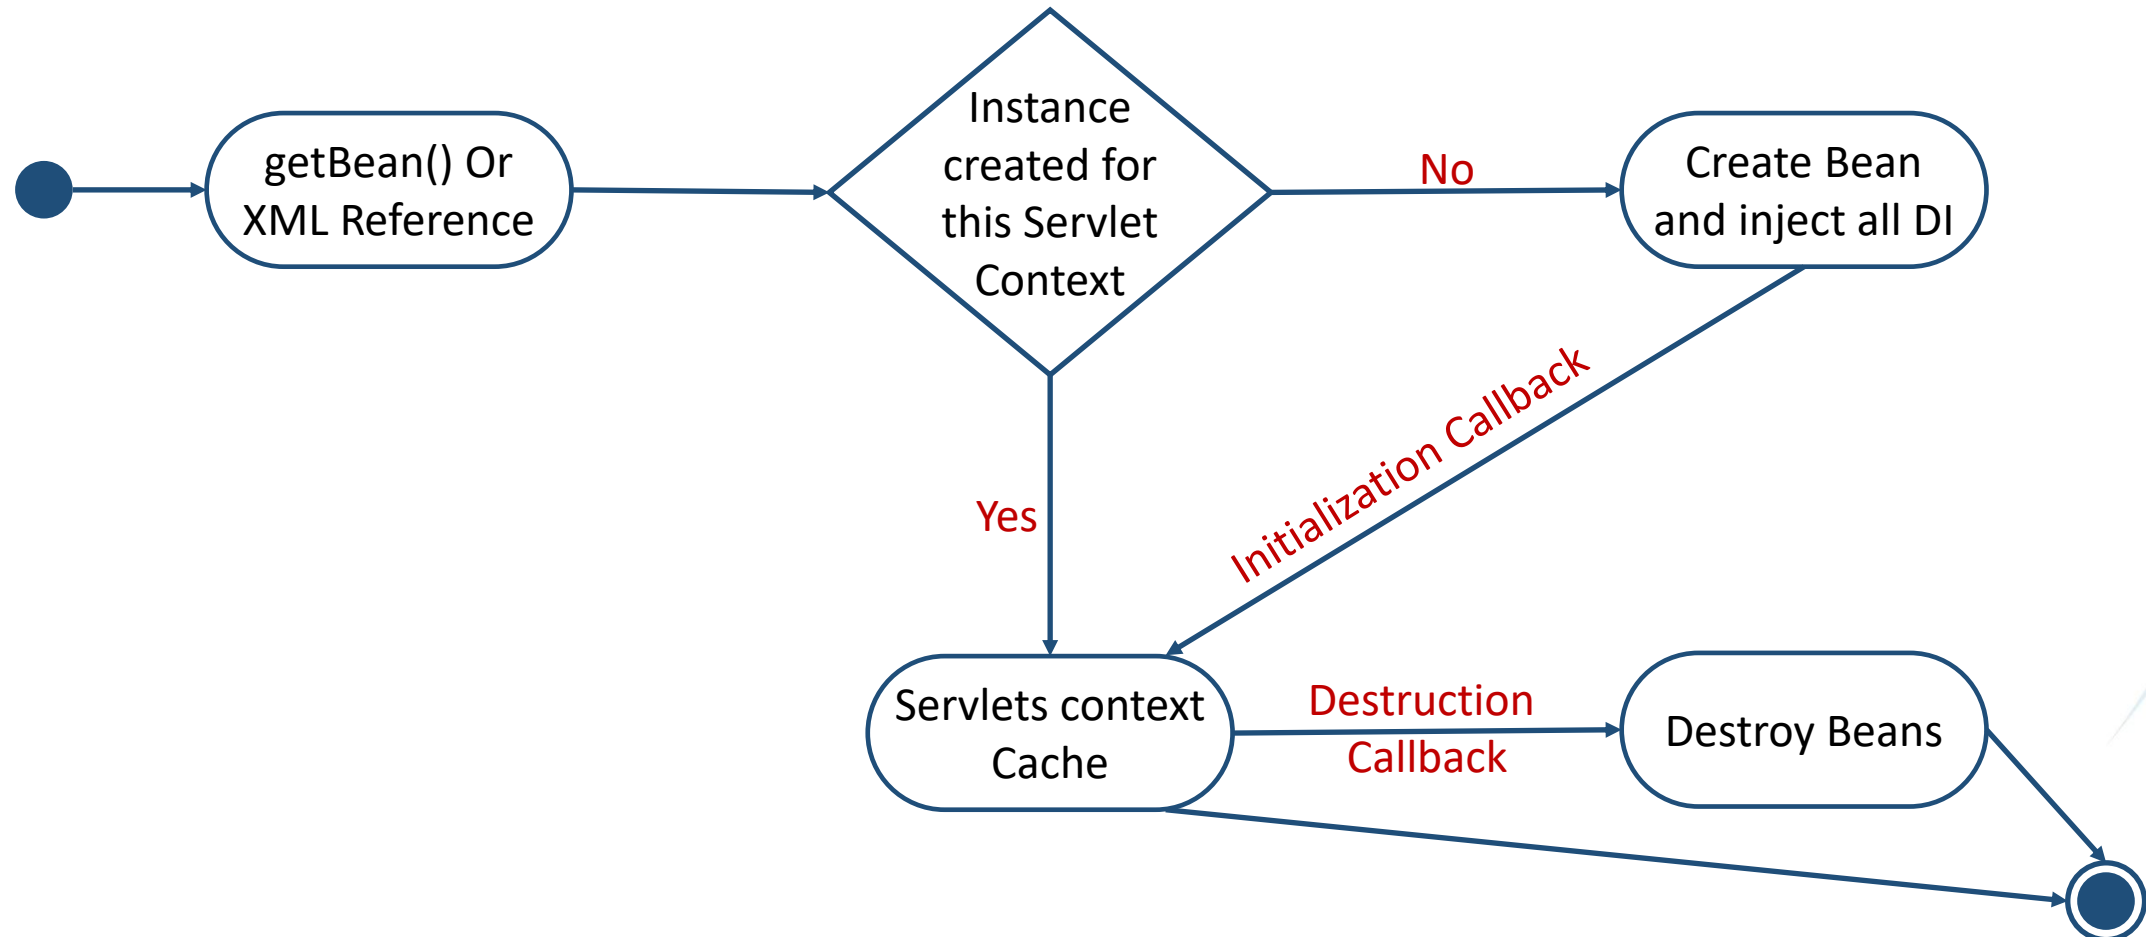 getBean() Or
XML Reference
Instance
created for
this Servlet
Context
No
Create Bean
and inject all DI
Yes
Initialization Callback
Servlets context
Cache
Destruction
Callback
Destroy Beans